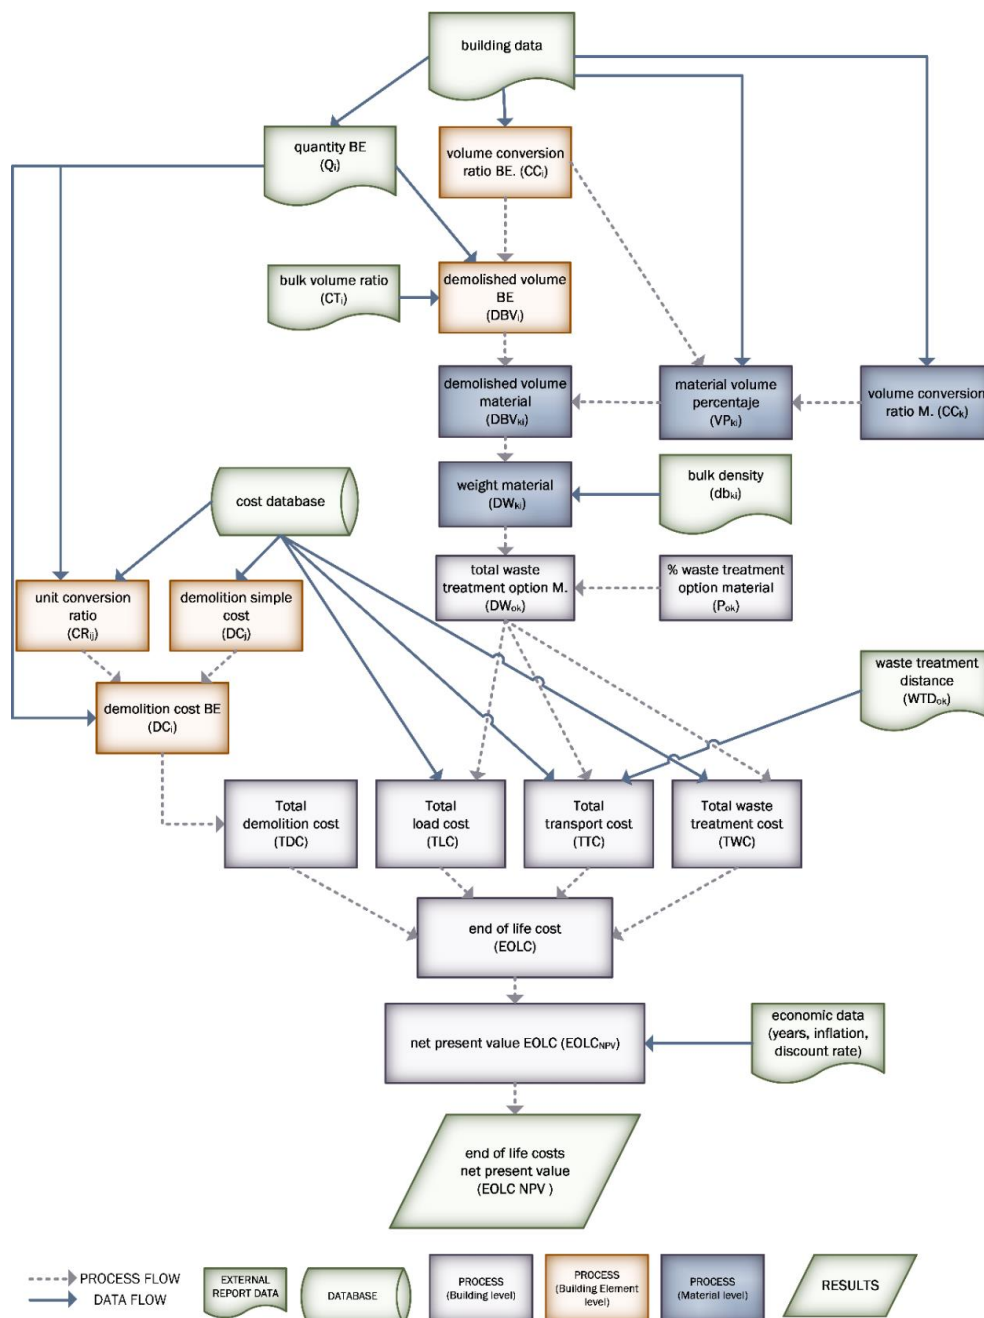 building data
quantity BE
(Qi)
volume conversion
ratio BE. (CCi)
bulk volume ratio
(CTi)
demolished volume
BE
(DBVi)
demolished volume
material
(DBVki)
material volume
percentaje
(VPki)
volume conversion
ratio M. (CCk)
weight material
(DWki)
bulk density
(dbki)
cost database
total waste
treatment option M.
(DWok)
% waste treatment
option material
(Pok)
unit conversion
ratio
(CRij)
demolition simple
cost
(DCj)
waste treatment
distance
(WTDok)
demolition cost BE
(DCi)
Total
demolition cost
(TDC)
Total
load cost
(TLC)
Total
transport cost
(TTC)
Total waste
treatment cost
(TWC)
end of life cost
(EOLC)
net present value EOLC (EOLCNPV)
economic data
(years, inflation,
discount rate)
end of life costs
net present value
(EOLC NPV )
PROCESS FLOW
DATA FLOW
EXTERNAL
REPORT DATA
DATABASE
PROCESS
(Building level)
PROCESS
(Building Element
level)
PROCESS
(Material level)
RESULTS